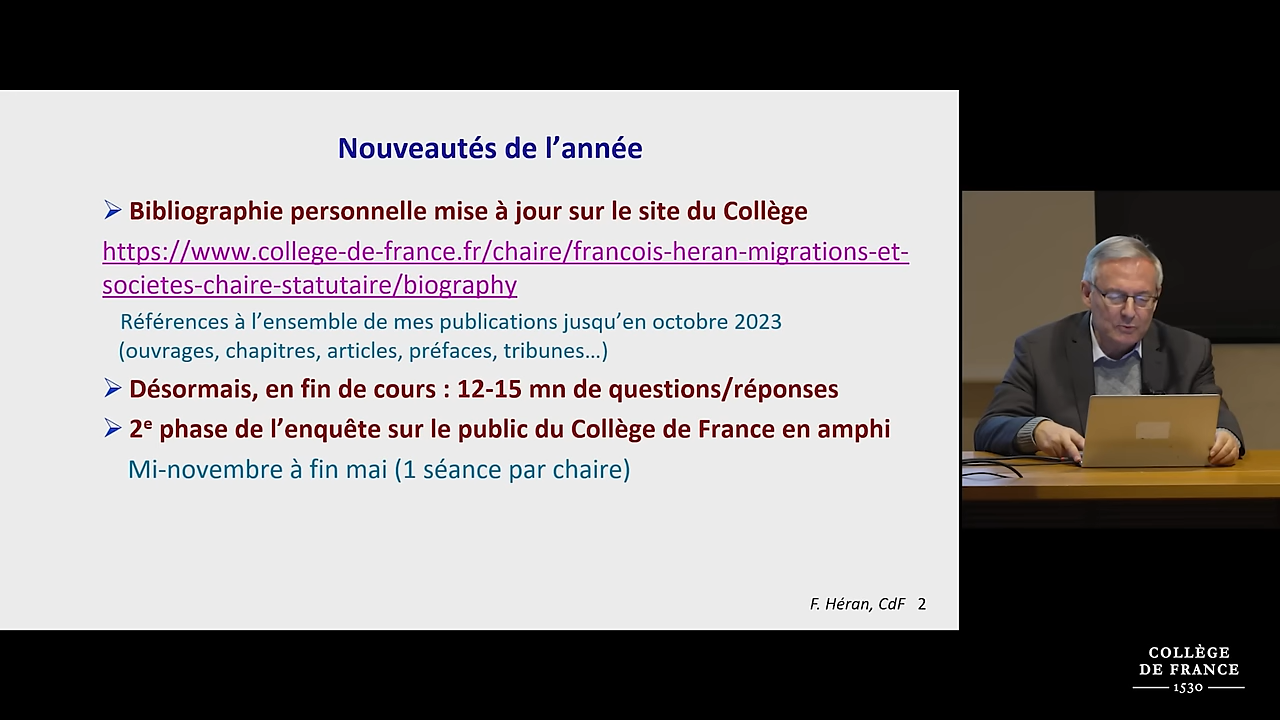 Nouveautés de l’année
➢ Bibliographie personnelle mise à jour sur le site du Collège
https://www.college-de-france.fr/chaire/francois-heran-migrations-et-
societes-chaire-statutaire/biography
Références à l’ensemble de mes publications jusqu’en octobre 2023
(ouvrages, chapitres, articles, préfaces, tribunes…)
➢ Désormais, en fin de cours : 12-15 mn de questions/réponses
➢ 2e phase de l’enquête sur le public du Collège de France en amphi
Mi-novembre à fin mai (1 séance par chaire)
F. Héran, CdF 2
COLLÈGE
DE FRANCE
1530